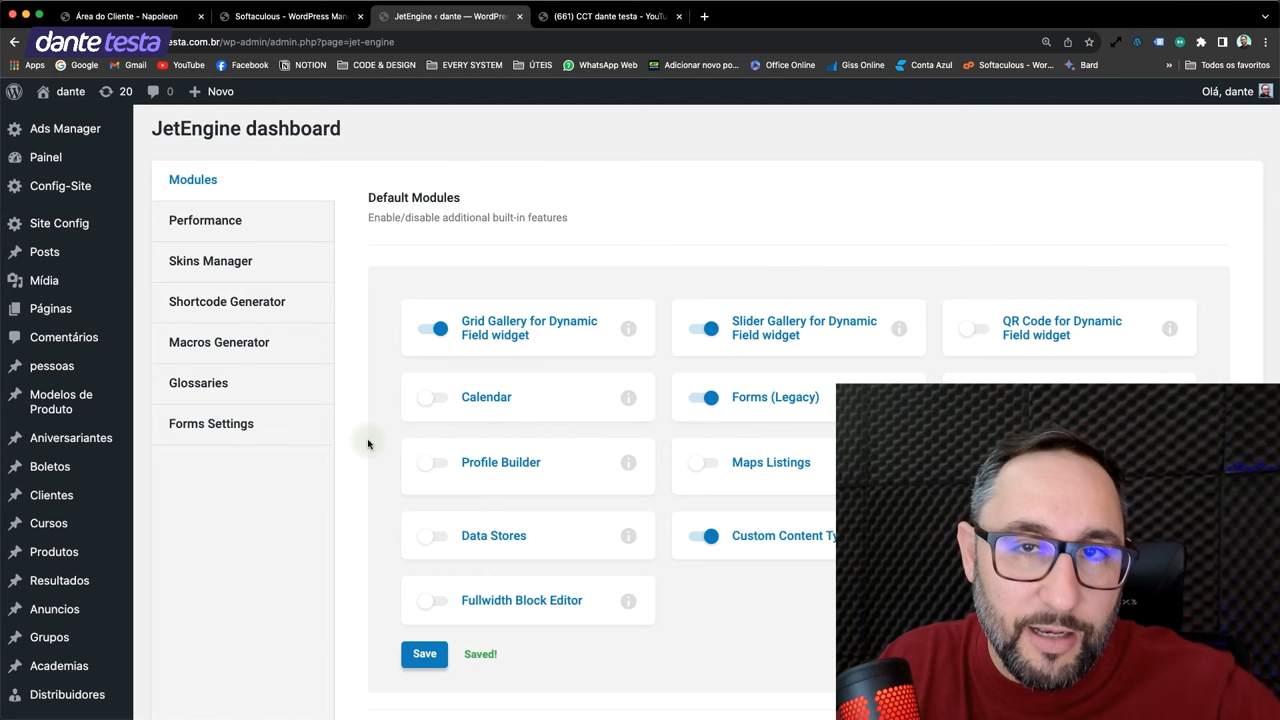 Área do Cliente - Napoleon
Softaculous - WordPress Man
JetEngine ‹ dante — WordPre
(661) CCT dante testa - YouTu
dante testa
esta.com.br/wp-admin/admin.php?page=jet-engine
Apps
Google
Gmail
YouTube
Facebook
NOTION
CODE & DESIGN
EVERY SYSTEM
ÚTEIS
WhatsApp Web
Adicionar novo po...
Office Online
Giss Online
Conta Azul
Softaculous - Wor...
Bard
»
Todos os favoritos
dante
20
0
Novo
Olá, dante
Ads Manager
Painel
Config-Site
Site Config
Posts
Mídia
Páginas
Comentários
pessoas
Modelos de
Produto
Aniversariantes
Boletos
Clientes
Cursos
Produtos
Resultados
Anuncios
Grupos
Academias
Distribuidores
JetEngine dashboard
Modules
Performance
Skins Manager
Shortcode Generator
Macros Generator
Glossaries
Forms Settings
Default Modules
Enable/disable additional built-in features
Grid Gallery for Dynamic
Field widget
Slider Gallery for Dynamic
Field widget
QR Code for Dynamic
Field widget
Calendar
Forms (Legacy)
Profile Builder
Maps Listings
Data Stores
Custom Content Ty
Fullwidth Block Editor
Save
Saved!